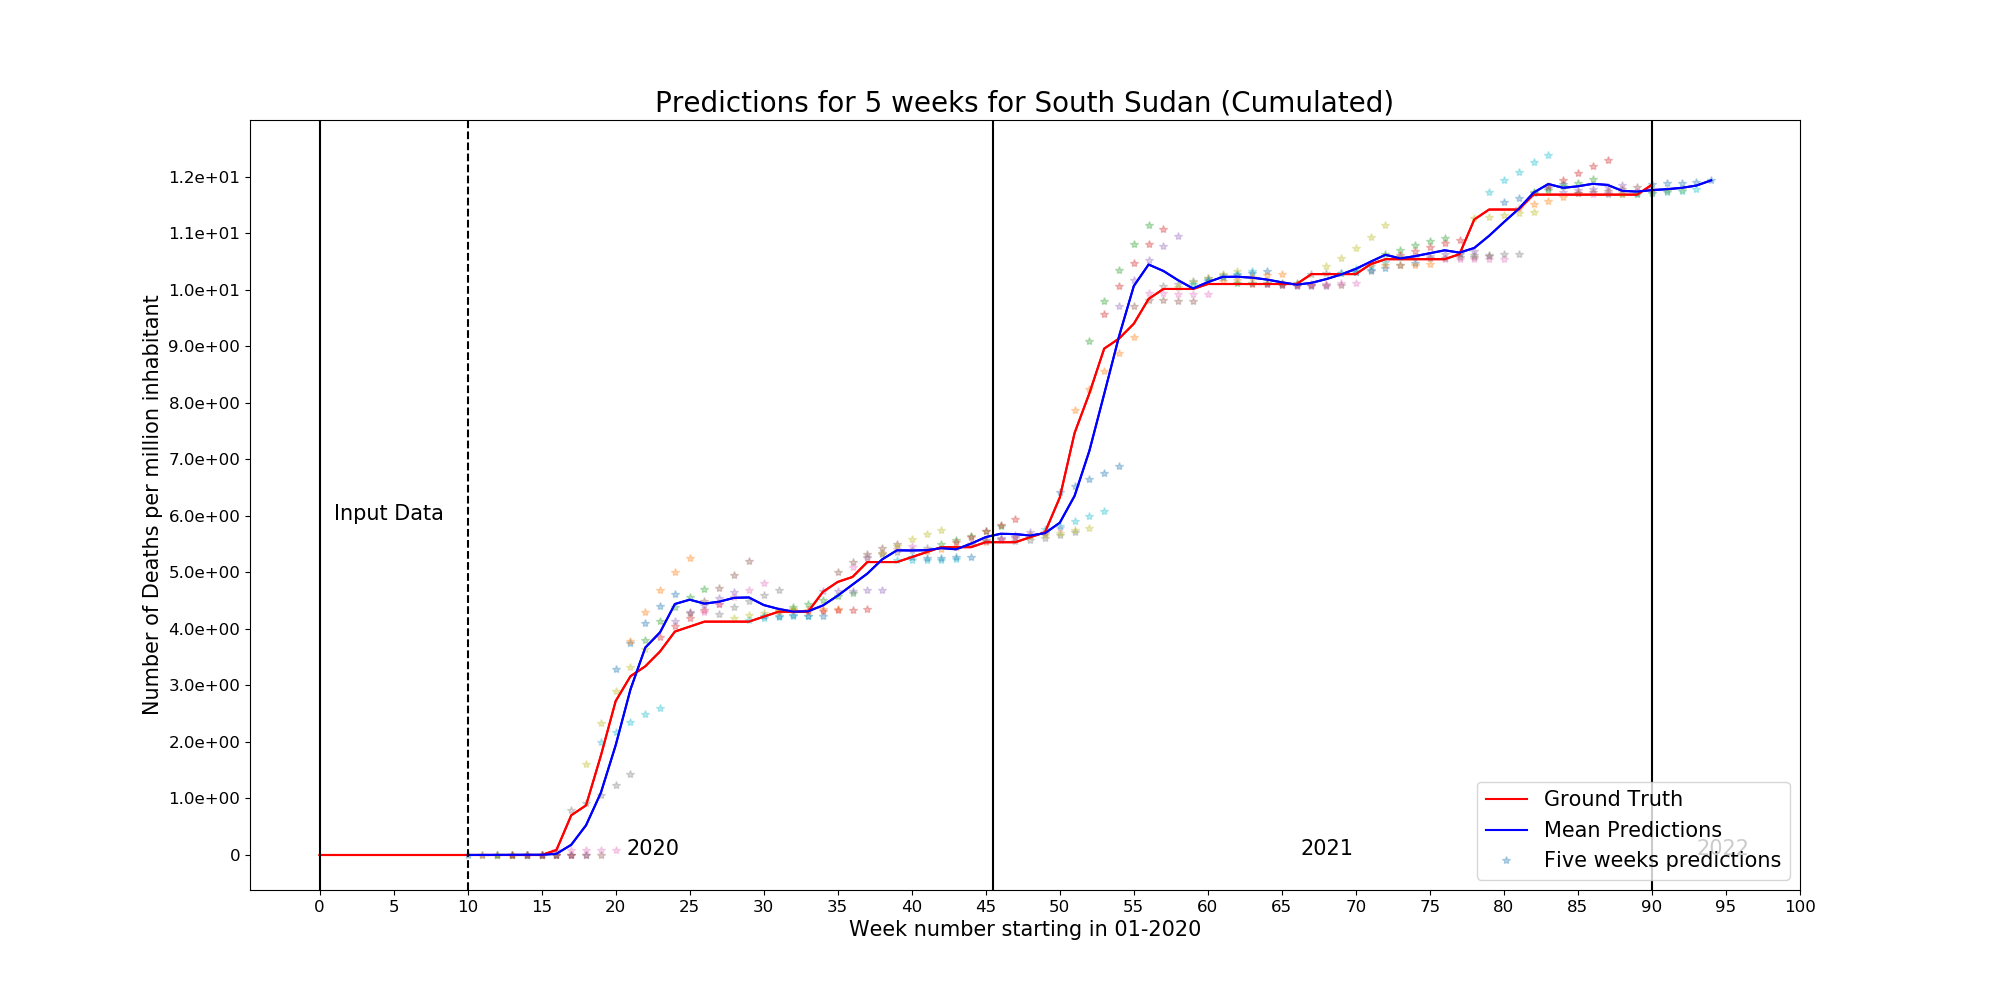 Predictions for 5 weeks for South Sudan (Cumulated)
1.2e+01
1.1e+01
1.0e+01
9.0e+00
8.0e+00
7.0e+00
6.0e+00
5.0e+00
4.0e+00
3.0e+00
2.0e+00
1.0e+00
0
Number of Deaths per million inhabitant
Input Data
2020
2021
2022
Ground Truth
Mean Predictions
Five weeks predictions
0 5 10 15 20 25 30 35 40 45 50 55 60 65 70 75 80 85 90 95 100
Week number starting in 01-2020